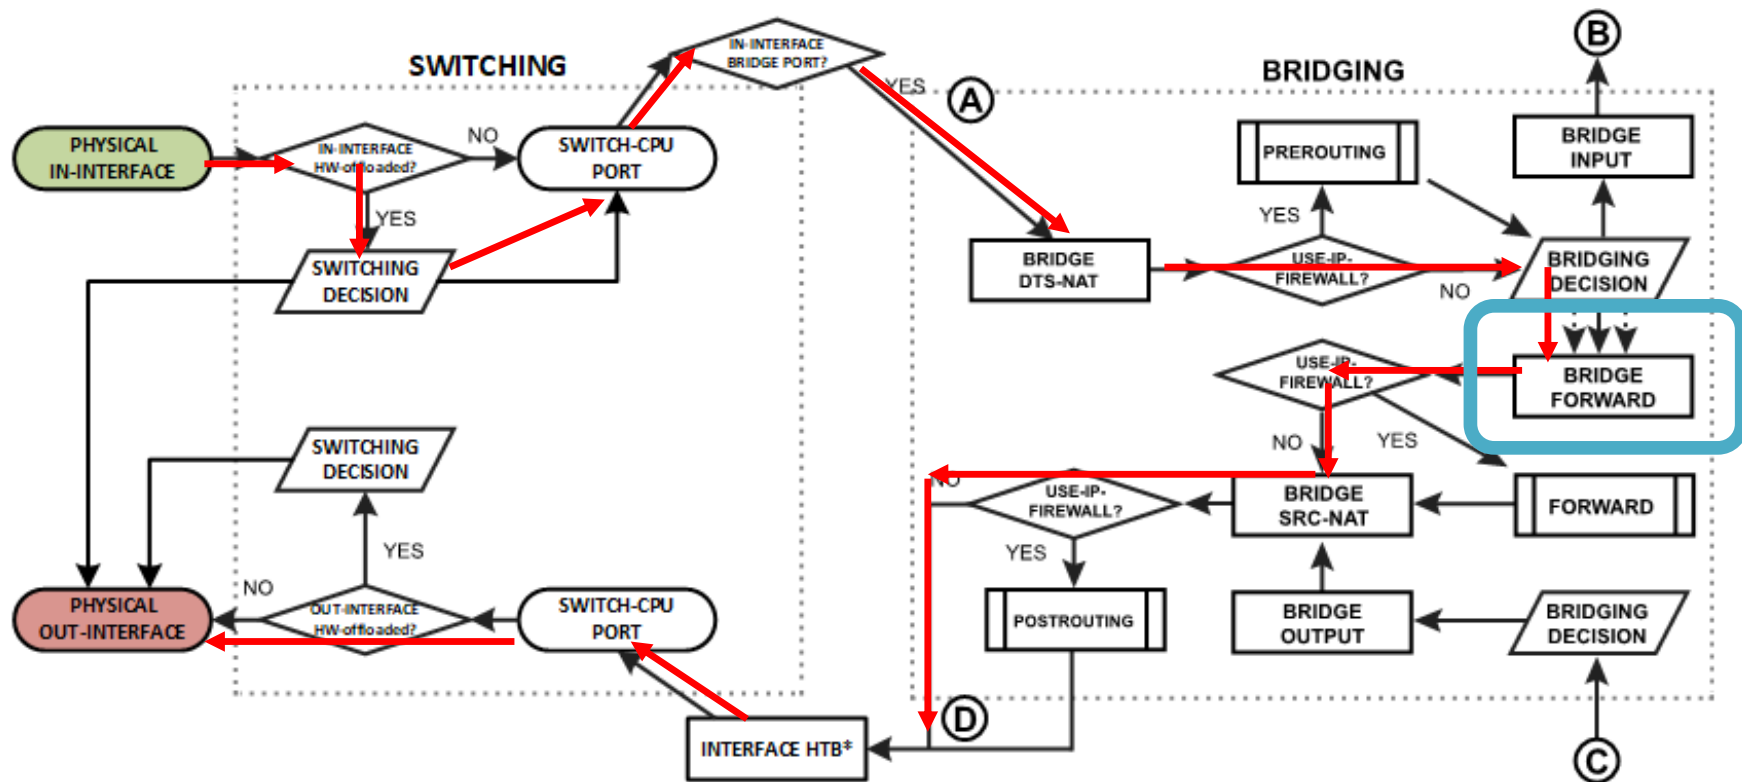 B
IN-INTERFACE
BRIDGE PORT?
SWITCHING
BRIDGING
YES
A
PHYSICAL
IN-INTERFACE
IN-INTERFACE
HW-offloaded?
NO
SWITCH-CPU
PORT
PREROUTING
BRIDGE
INPUT
YES
YES
SWITCHING
DECISION
BRIDGE
DTS-NAT
USE-IP-
FIREWALL?
NO
BRIDGING
DECISION
USE-IP-
FIREWALL?
BRIDGE
FORWARD
NO
YES
SWITCHING
DECISION
NO
USE-IP-
FIREWALL?
BRIDGE
SRC-NAT
FORWARD
YES
YES
NO
PHYSICAL
OUT-INTERFACE
OUT-INTERFACE
HW-offloaded?
SWITCH-CPU
PORT
POSTROUTING
BRIDGE
OUTPUT
BRIDGING
DECISION
D
INTERFACE HTB*
C